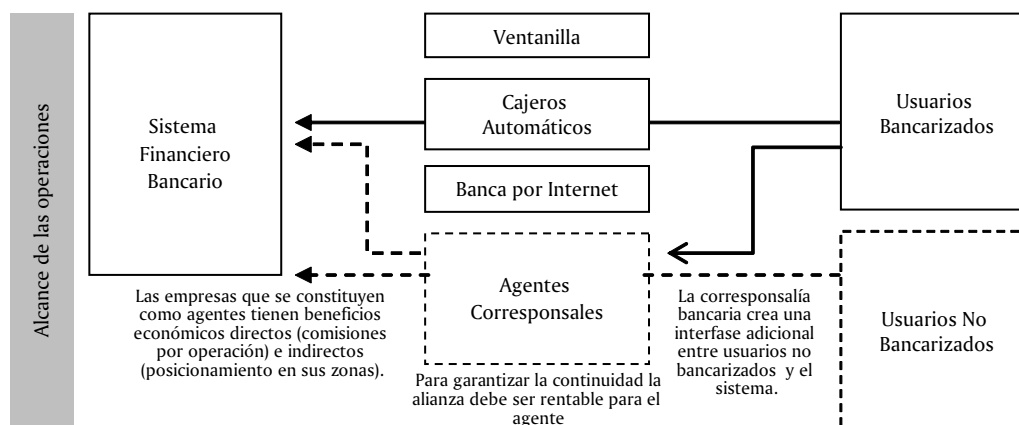 Alcance de las operaciones
Sistema
Financiero
Bancario
Ventanilla
Cajeros
Automáticos
Banca por Internet
Agentes
Corresponsales
Usuarios
Bancarizados
Usuarios No
Bancarizados
Las empresas que se constituyen
como agentes tienen beneficios
económicos directos (comisiones
por operación) e indirectos
(posicionamiento en sus zonas).
Para garantizar la continuidad la
alianza debe ser rentable para el
agente
La corresponsalía
bancaria crea una
interfase adicional
entre usuarios no
bancarizados y el
sistema.